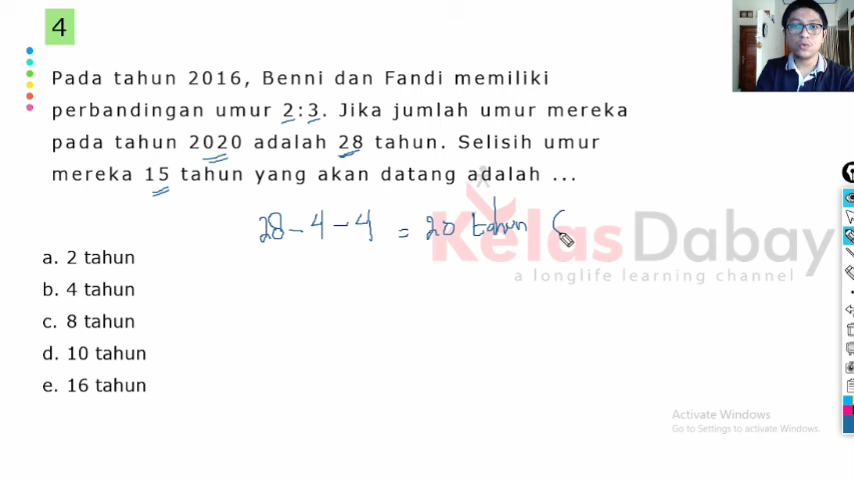 4
Pada tahun 2016, Benni dan Fandi memiliki
perbandingan umur 2:3. Jika jumlah umur mereka
pada tahun 2020 adalah 28 tahun. Selisih umur
mereka 15 tahun yang akan datang adalah ...
28 - 4 - 4 = 20 tahun (
KelasDabay
a longlife learning channel
a. 2 tahun
b. 4 tahun
c. 8 tahun
d. 10 tahun
e. 16 tahun
Activate Windows
Go to Settings to activate Windows.